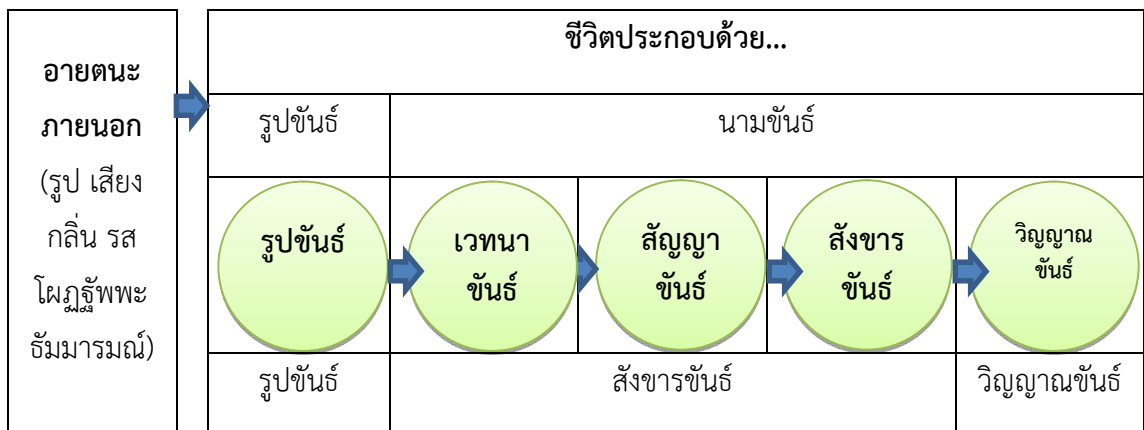 อายตนะ
ภายนอก
(รูป เสียง
กลิ่น รส
โผฏฐัพพะ
ธัมมารมณ์)
ชีวิตประกอบด้วย...
รูปขันธ์
นามขันธ์
รูปขันธ์
เวทนา
ขันธ์
สัญญา
ขันธ์
สังขาร
ขันธ์
วิญญาณ
ขันธ์
รูปขันธ์
สังขารขันธ์
วิญญาณขันธ์